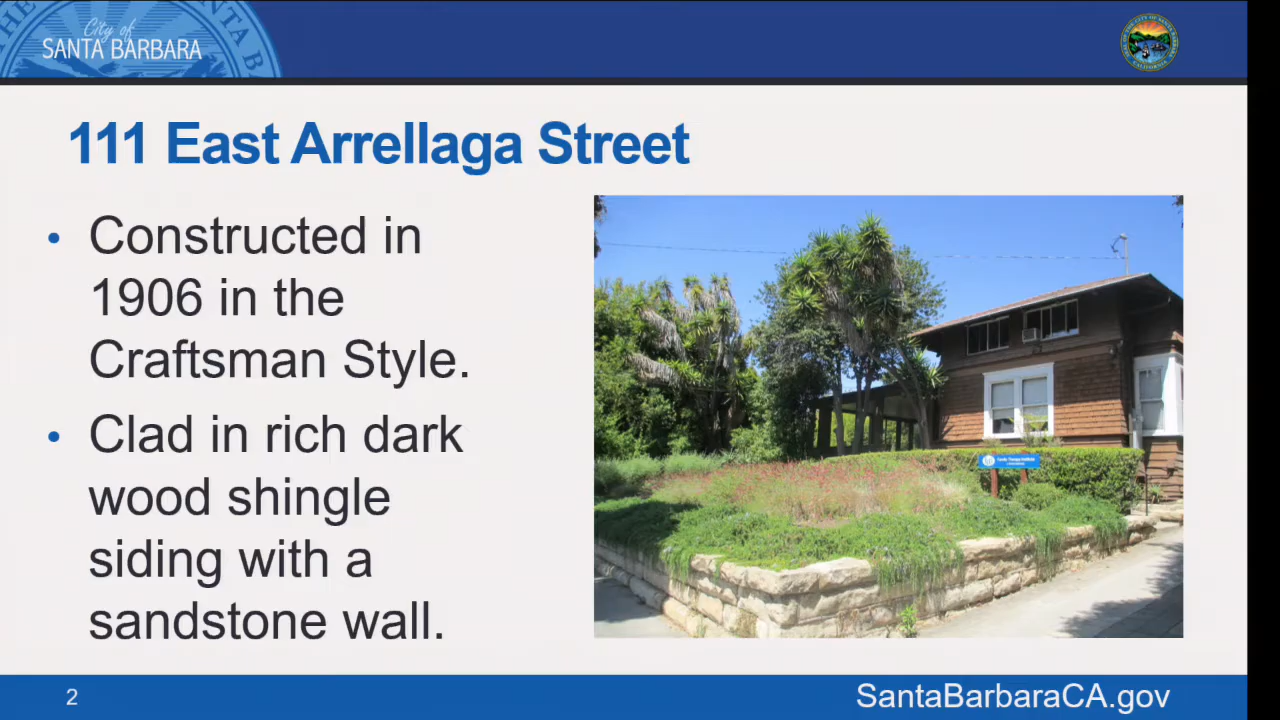 City of
SANTA BARBARA
111 East Arrellaga Street
• Constructed in
1906 in the
Craftsman Style.
• Clad in rich dark
wood shingle
siding with a
sandstone wall.
2
SantaBarbaraCA.gov